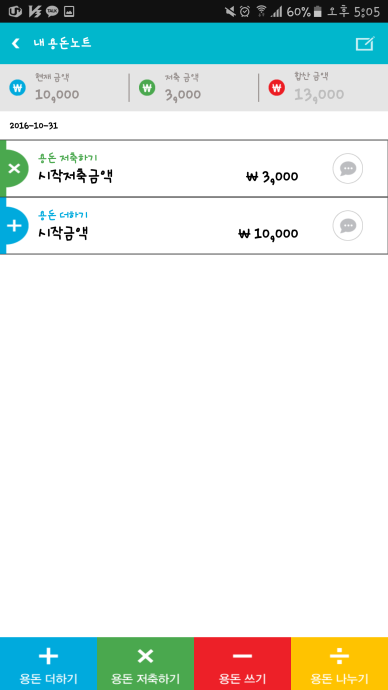 60% 오후 5:05
내 용돈노트
현재 금액 저축 금액 합산 금액
₩ 10,000 ₩ 3,000 ₩ 13,000
2016-10-31
용돈 저축하기
시작저축금액 ₩ 3,000
용돈 더하기
시작금액 ₩ 10,000
용돈 더하기 용돈 저축하기 용돈 쓰기 용돈 나누기